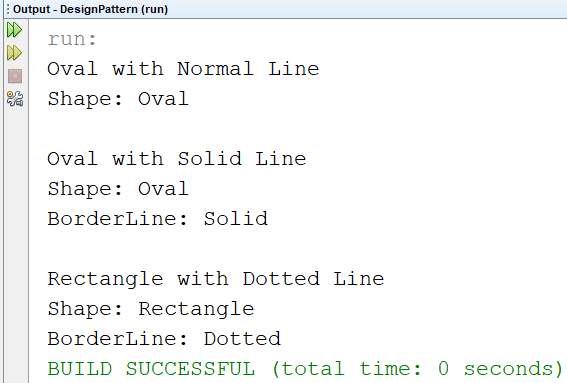 Output - DesignPattern (run)
run:
Oval with Normal Line
Shape: Oval
Oval with Solid Line
Shape: Oval
BorderLine: Solid
Rectangle with Dotted Line
Shape: Rectangle
BorderLine: Dotted
BUILD SUCCESSFUL (total time: 0 seconds)